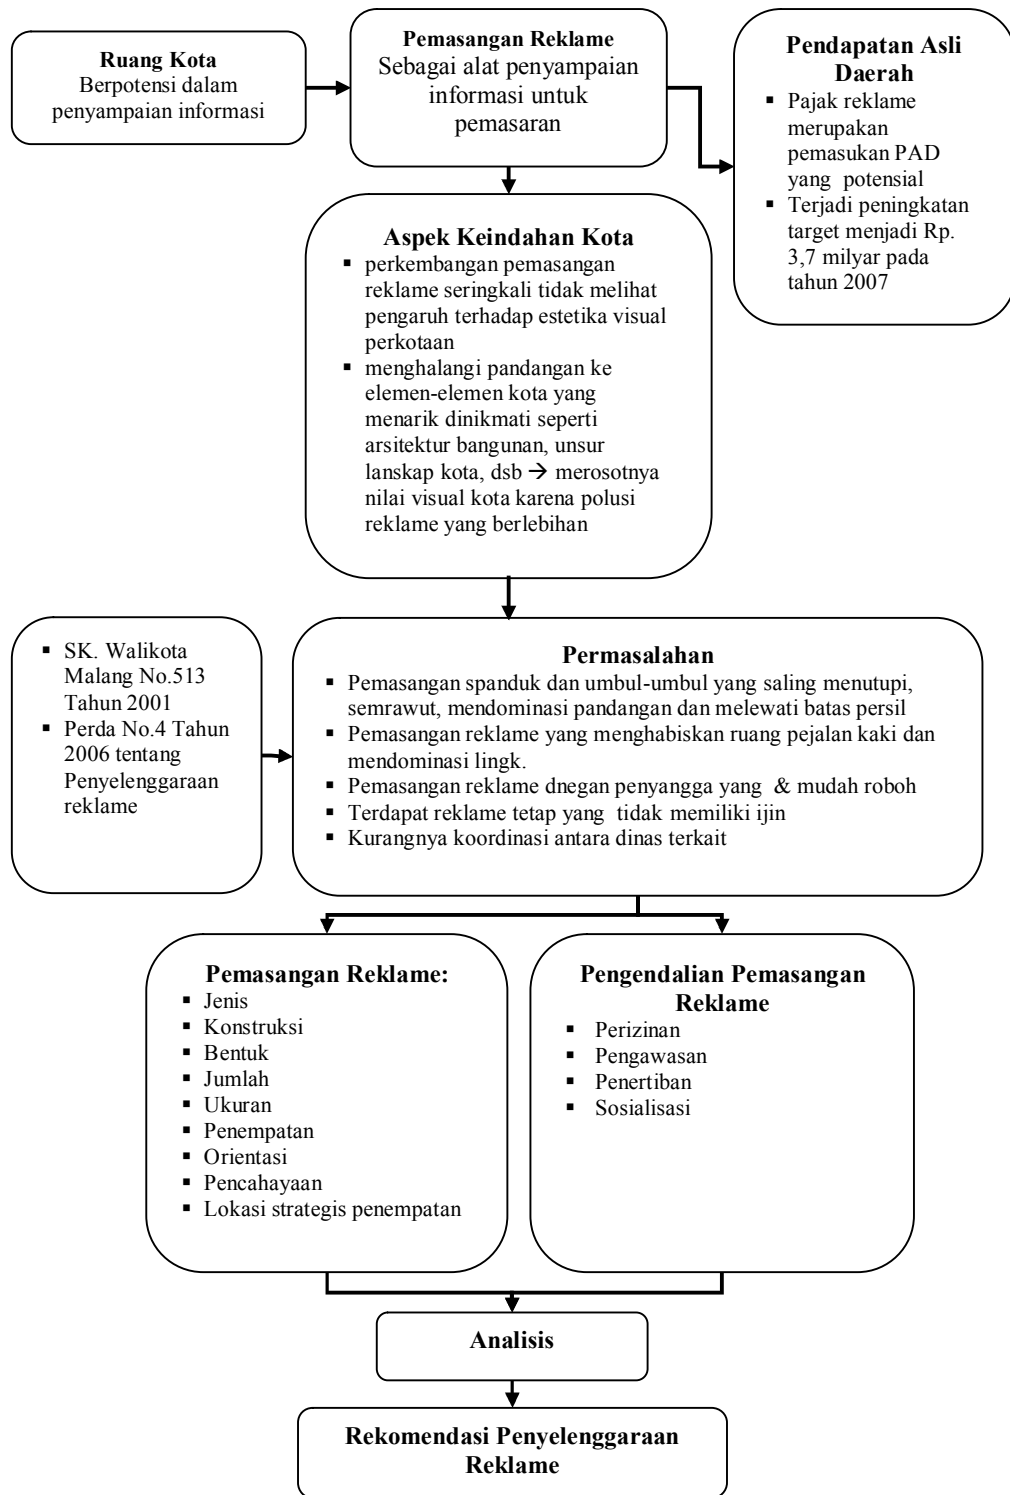 Ruang Kota
Berpotensi dalam
penyampaian informasi
Pemasangan Reklame
Sebagai alat penyampaian
informasi untuk
pemasaran
Pendapatan Asli
Daerah
▪ Pajak reklame
merupakan
pemasukan PAD
yang potensial
▪ Terjadi peningkatan
target menjadi Rp.
3,7 milyar pada
tahun 2007
Aspek Keindahan Kota
▪ perkembangan pemasangan
reklame seringkali tidak melihat
pengaruh terhadap estetika visual
perkotaan
▪ menghalangi pandangan ke
elemen-elemen kota yang
menarik dinikmati seperti
arsitektur bangunan, unsur
lanskap kota, dsb → merosotnya
nilai visual kota karena polusi
reklame yang berlebihan
▪ SK. Walikota
Malang No.513
Tahun 2001
▪ Perda No.4 Tahun
2006 tentang
Penyelenggaraan
reklame
Permasalahan
▪ Pemasangan spanduk dan umbul-umbul yang saling menutupi,
semrawut, mendominasi pandangan dan melewati batas persil
▪ Pemasangan reklame yang menghabiskan ruang pejalan kaki dan
mendominasi lingk.
▪ Pemasangan reklame dnegan penyangga yang & mudah roboh
▪ Terdapat reklame tetap yang tidak memiliki ijin
▪ Kurangnya koordinasi antara dinas terkait
Pemasangan Reklame:
▪ Jenis
▪ Konstruksi
▪ Bentuk
▪ Jumlah
▪ Ukuran
▪ Penempatan
▪ Orientasi
▪ Pencahayaan
▪ Lokasi strategis penempatan
Pengendalian Pemasangan
Reklame
▪ Perizinan
▪ Pengawasan
▪ Penertiban
▪ Sosialisasi
Analisis
Rekomendasi Penyelenggaraan
Reklame